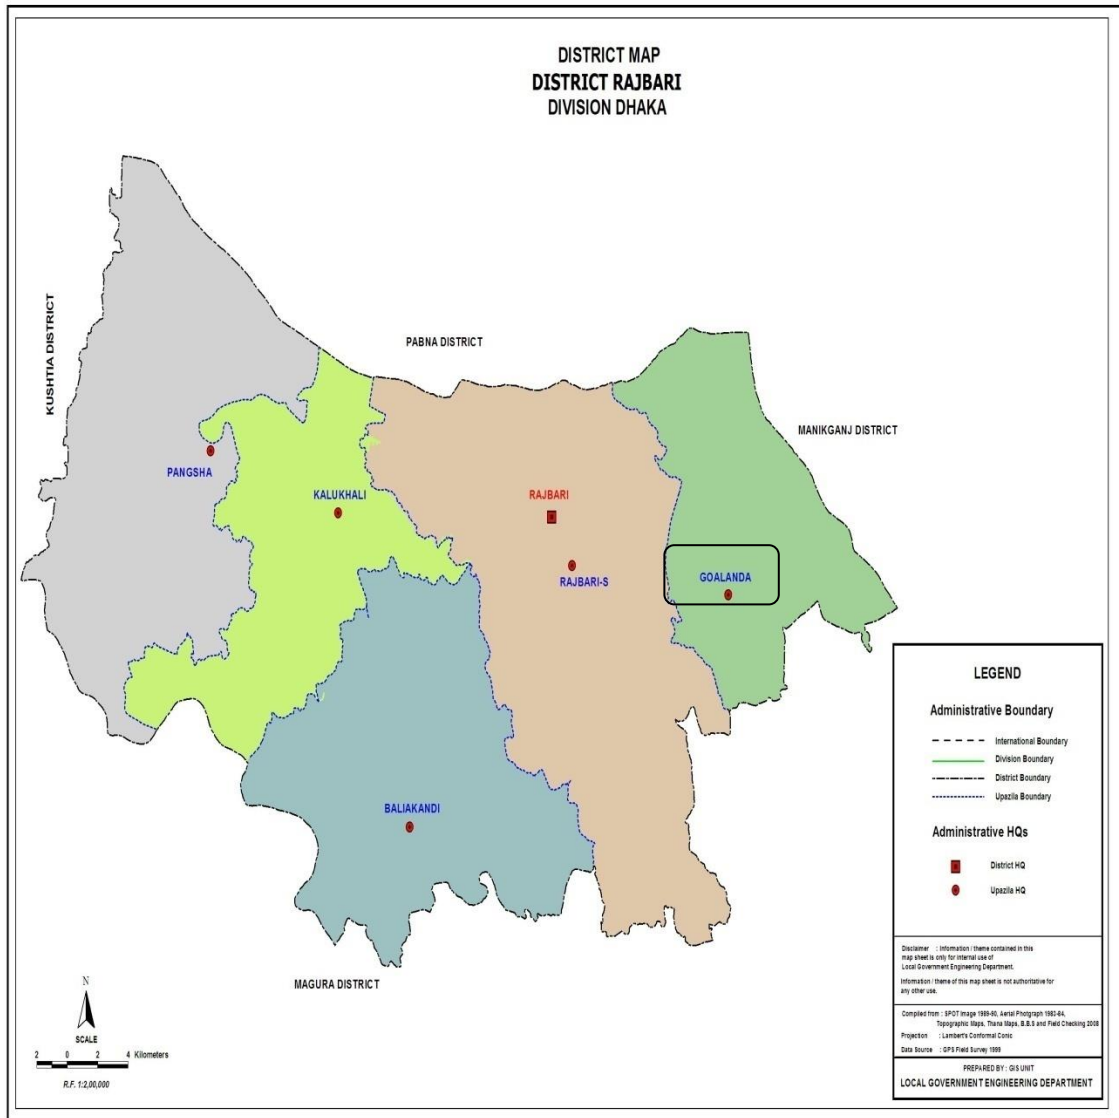 DISTRICT MAP
DISTRICT RAJBARI
DIVISION DHAKA
KUSHTIA DISTRICT
PABNA DISTRICT
MANIKGANJ DISTRICT
PANGSHA
KALUKHALI
RAJBARI
RAJBARI-S
GOALANDA
BALIAKANDI
MAGURA DISTRICT
N
SCALE
2 0 2 4 Kilometers
R.F. 1:2,00,000
LEGEND
Administrative Boundary
International Boundary
Division Boundary
District Boundary
Upazila Boundary
Administrative HQs
District HQ
Upazila HQ
Disclaimer : Information / theme contained in this
map sheet is only for internal use of
Local Government Engineering Department.
Information / theme of this map sheet is not authoritative for
any other use.
Compiled from : SPOT Image 1989-90, Aerial Photgraph 1983-84,
Topographic Maps, Thana Maps, B.B.S and Field Checking 2008
Projection : Lambert's Conformal Conic
Data Source : GPS Field Survey 1999
PREPARED BY : GIS UNIT
LOCAL GOVERNMENT ENGINEERING DEPARTMENT